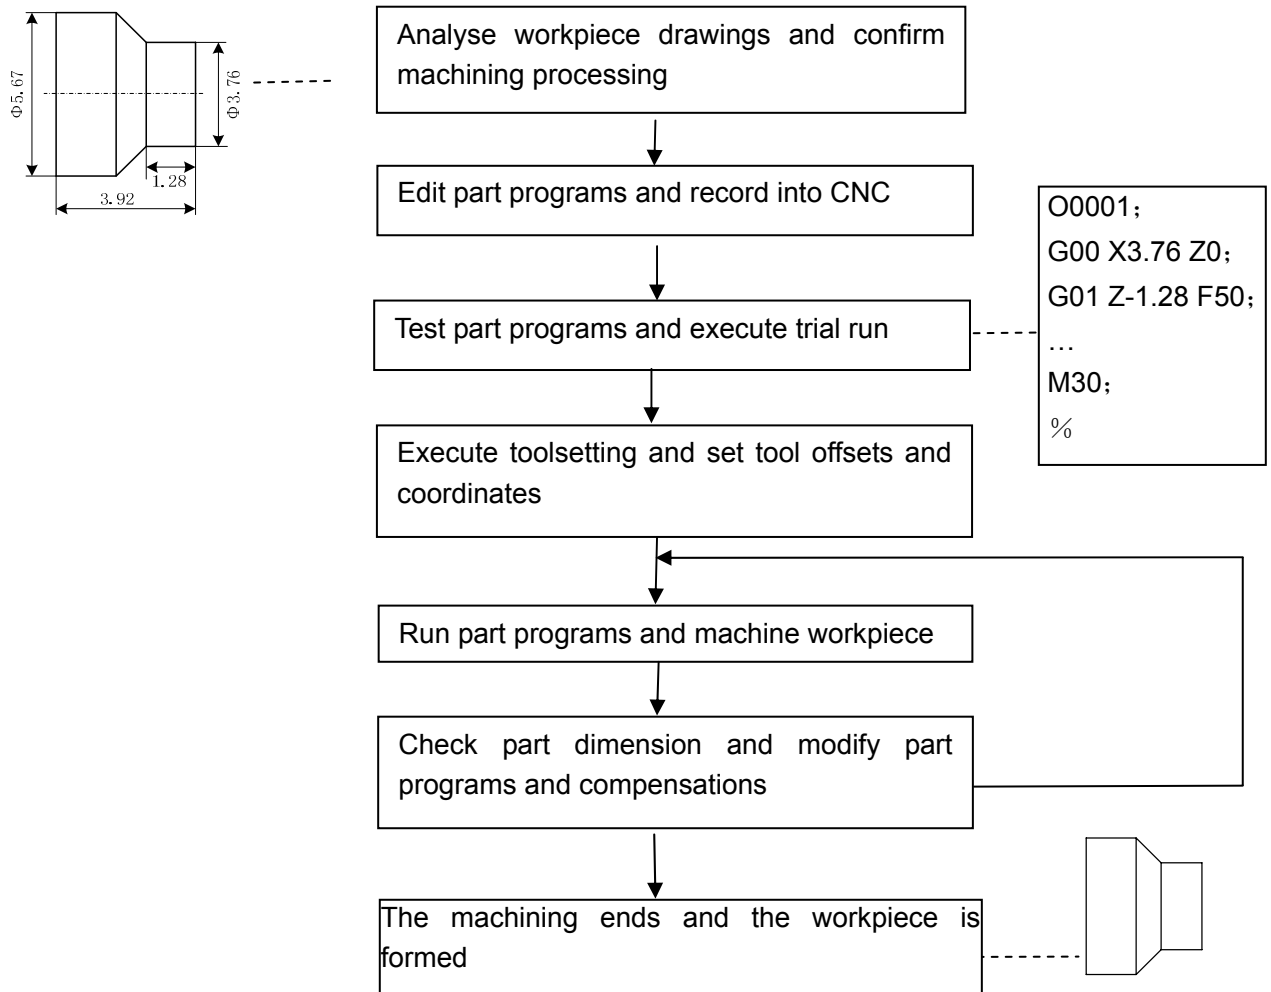 Analyse workpiece drawings and confirm
machining processing
Φ5.67
Φ3.76
1.28
3.92
Edit part programs and record into CNC
O0001；
G00 X3.76 Z0；
G01 Z-1.28 F50；
…
M30；
%
Test part programs and execute trial run
Execute toolsetting and set tool offsets and
coordinates
Run part programs and machine workpiece
Check part dimension and modify part
programs and compensations
The machining ends and the workpiece is
formed